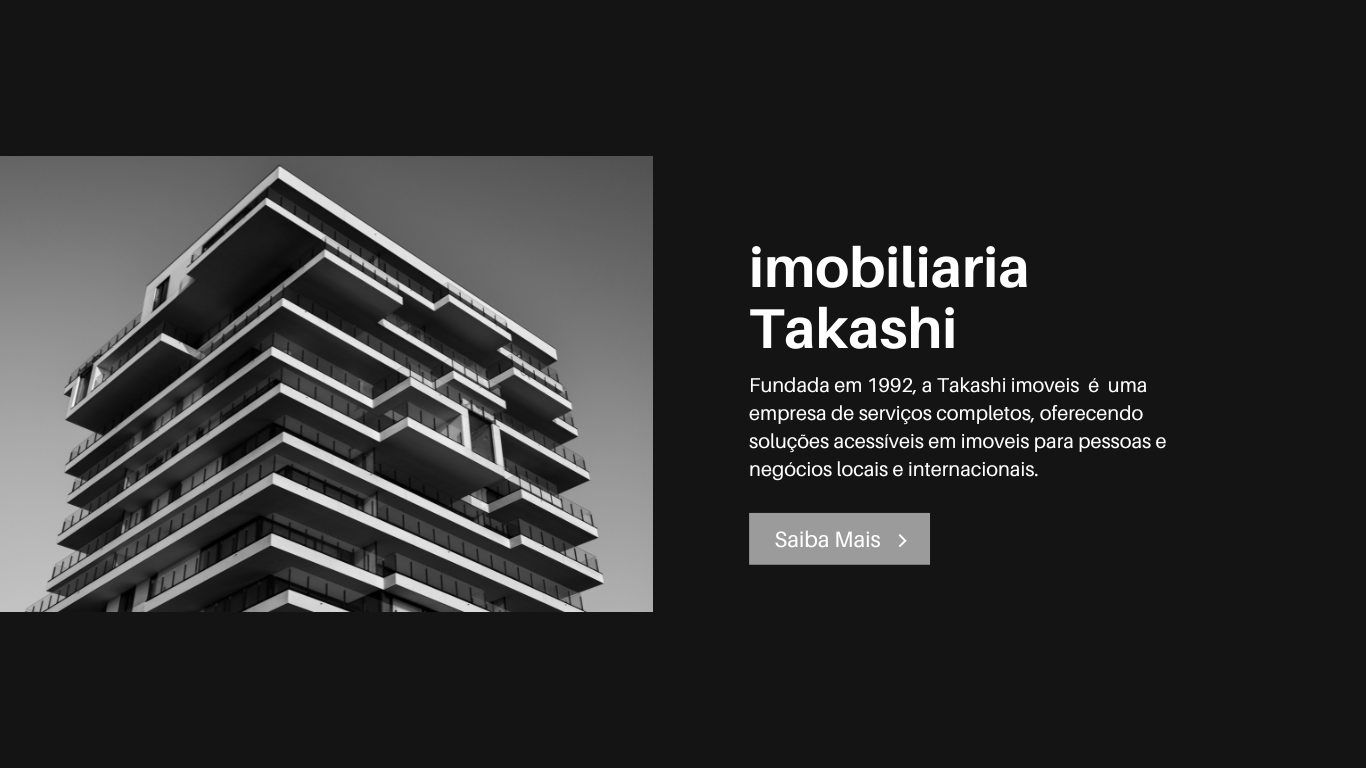 imobiliaria
Takashi
Fundada em 1992, a Takashi imoveis  é  uma
empresa de serviços completos, oferecendo
soluções acessíveis em imoveis para pessoas e
negócios locais e internacionais.
Saiba Mais